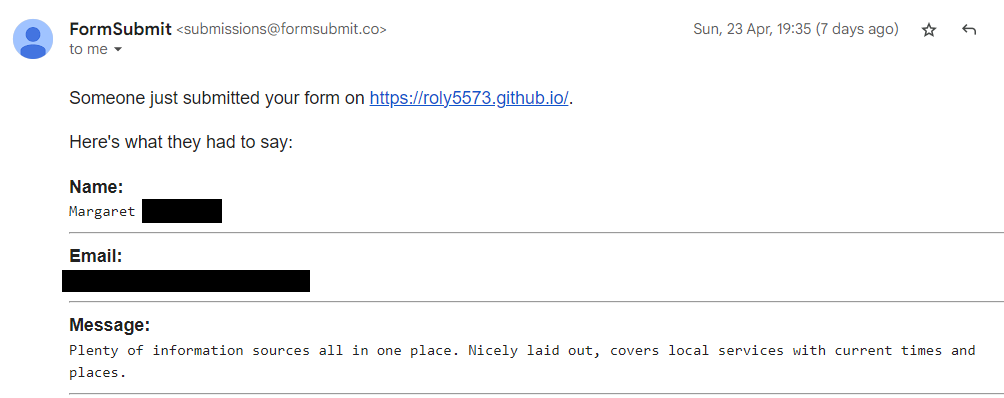 FormSubmit <submissions@formsubmit.co> Sun, 23 Apr, 19:35 (7 days ago)
to me
Someone just submitted your form on https://roly5573.github.io/.
Here's what they had to say:
Name:
Margaret
Email:
Message:
Plenty of information sources all in one place. Nicely laid out, covers local services with current times and
places.